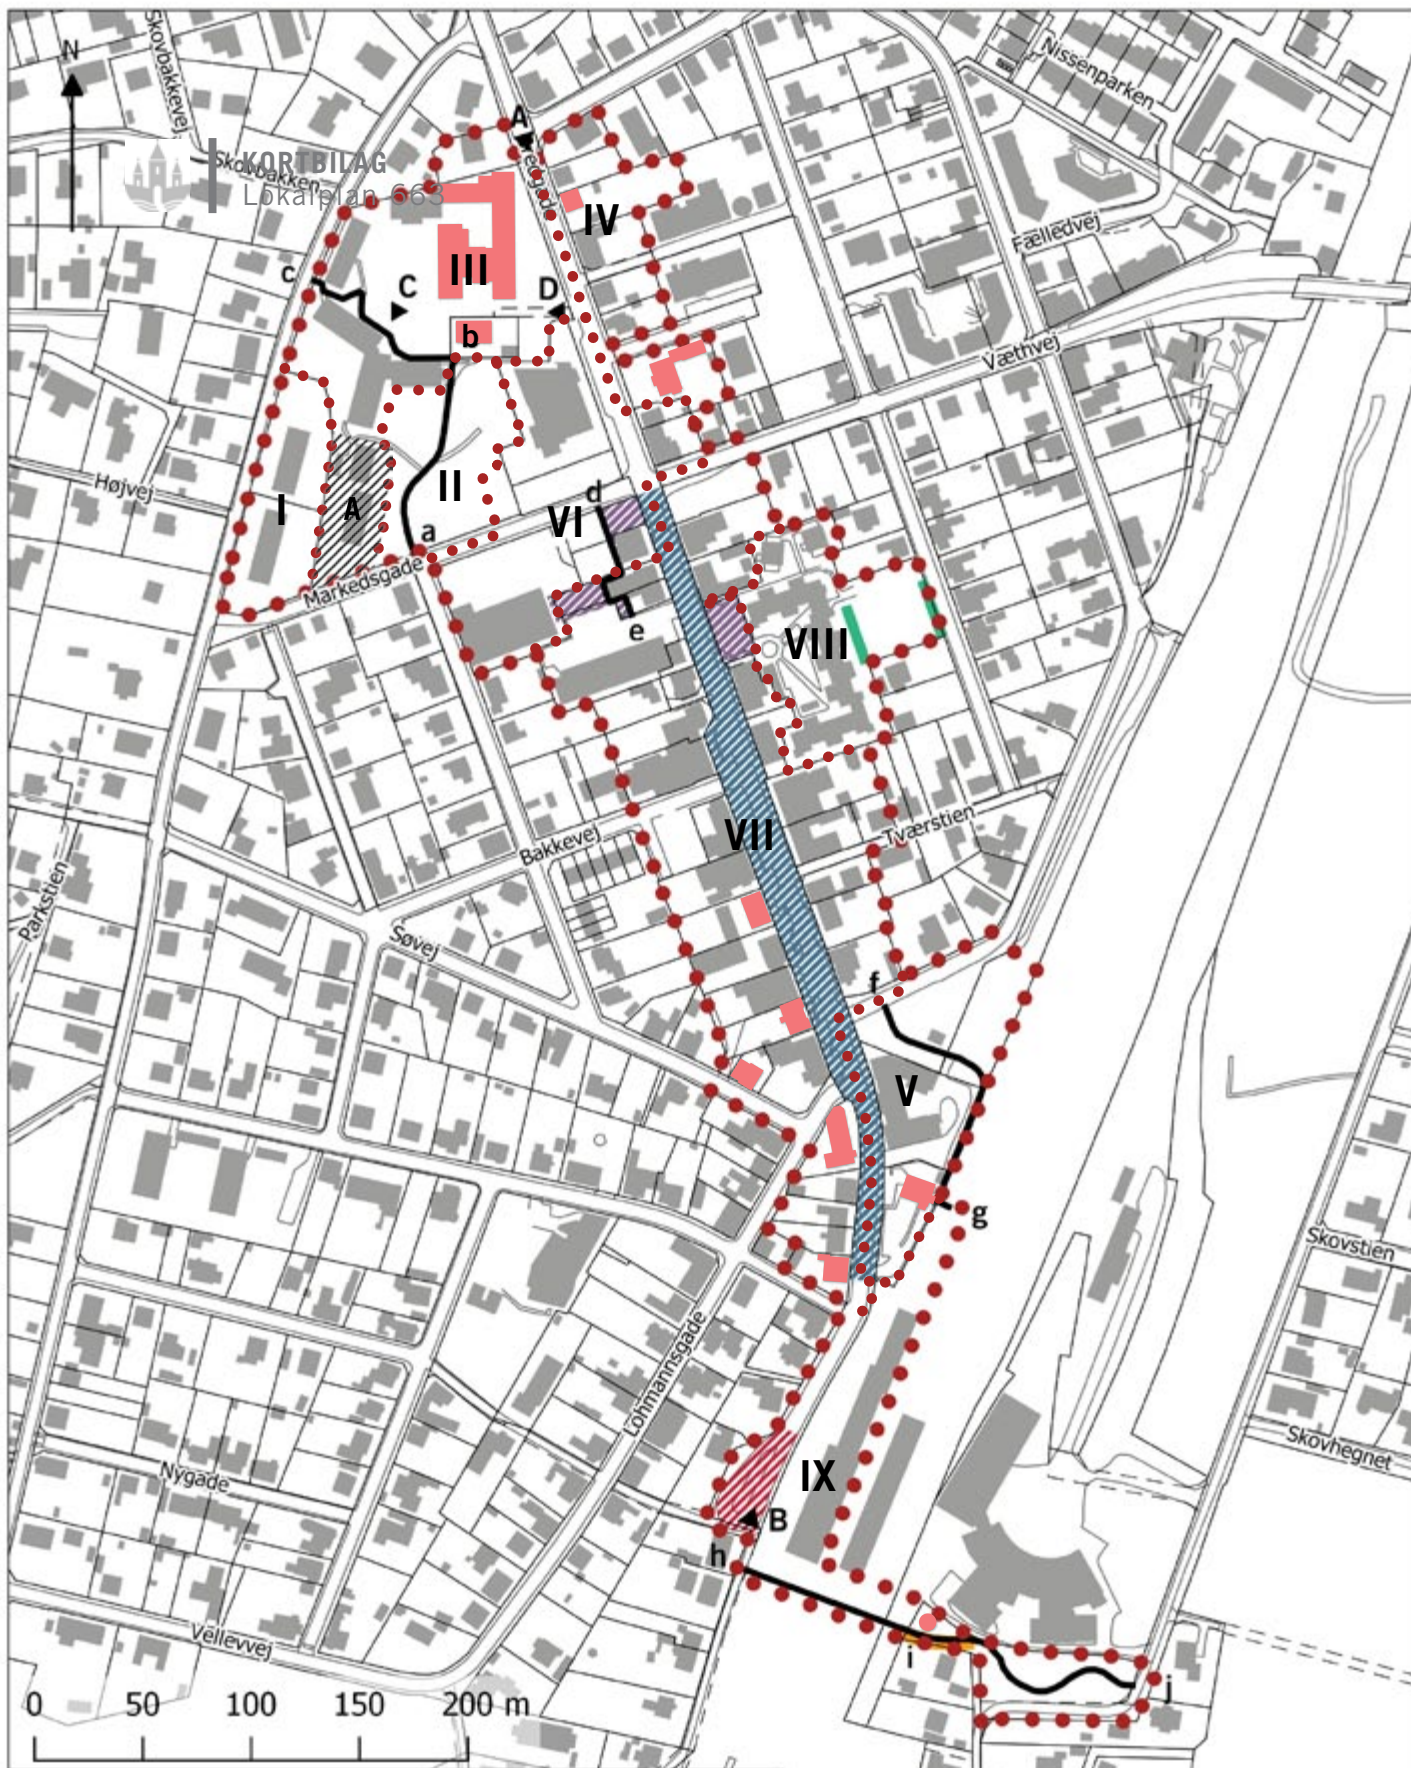 N
Skovbakkevej
Nissenparken
A
Bredgade
KORTBILAG
Skovbakken
Lokalplan 663
IV
Fælledvej
III
c
C
D
b
Væthvej
Højvej
I
A
II
d
VI
a
Markedsgade
e
VIII
VII
Tværstien
Bakkevej
Parkstien
Søvej
f
V
g
Skovstien
Lohmannsgade
Skovhegnet
Nygade
IX
B
h
i
j
Vellevvej
0 50 100 150 200 m